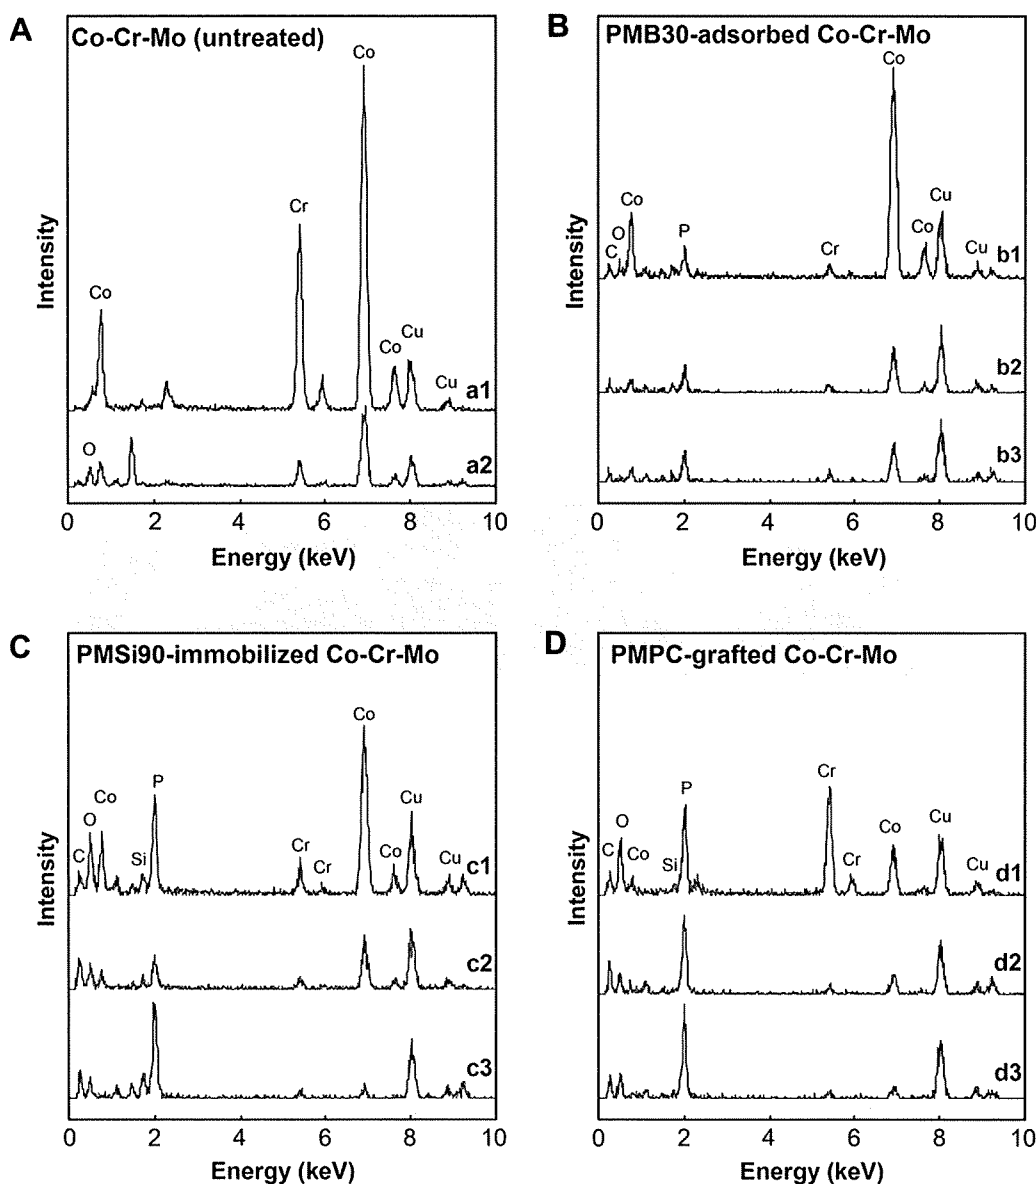 A
Co-Cr-Mo (untreated)
Co
Cr
Co
Co
Cu
Cu
a1
O
a2
Intensity
0 2 4 6 8 10
Energy (keV)
B
PMB30-adsorbed Co-Cr-Mo
Co
Co
O
C
P
Cr
Co
Cu
Cu
b1
b2
b3
Intensity
0 2 4 6 8 10
Energy (keV)
C
PMSi90-immobilized Co-Cr-Mo
Co
P
Co
O
C
Si
Cr
Cr
Co
Cu
Cu
c1
c2
c3
Intensity
0 2 4 6 8 10
Energy (keV)
D
PMPC-grafted Co-Cr-Mo
Cr
P
O
C
Co
Si
Cr
Co
Cu
Cu
d1
d2
d3
Intensity
0 2 4 6 8 10
Energy (keV)